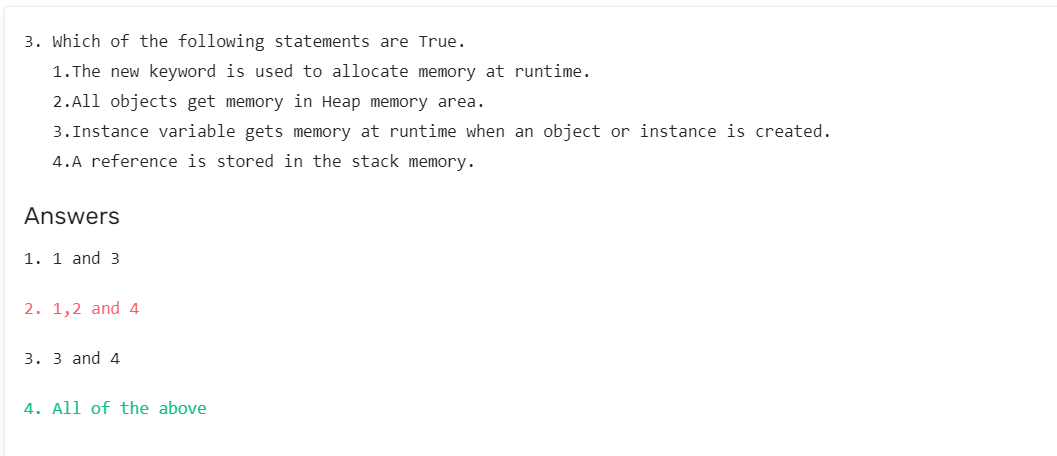 3. Which of the following statements are True.
1.The new keyword is used to allocate memory at runtime.
2.All objects get memory in Heap memory area.
3.Instance variable gets memory at runtime when an object or instance is created.
4.A reference is stored in the stack memory.
Answers
1. 1 and 3
2. 1,2 and 4
3. 3 and 4
4. All of the above